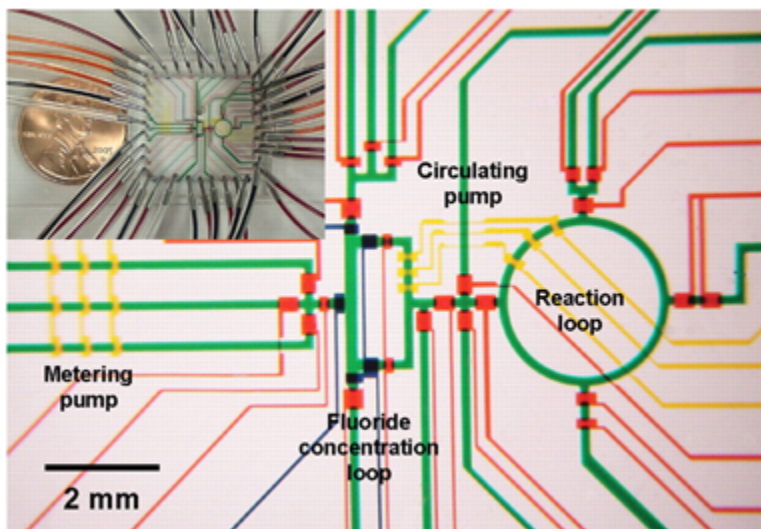 Circulating
pump
Reaction
loop
Metering
pump
Fluoride
concentration
loop
2 mm